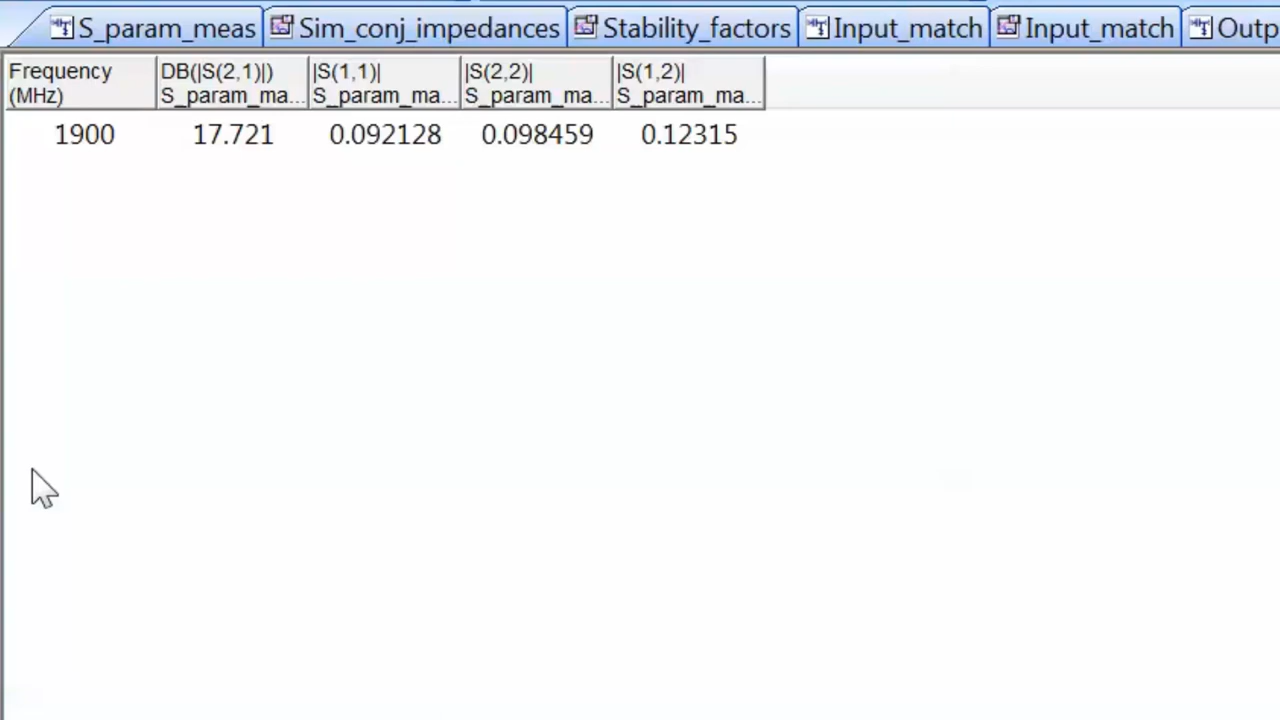 S_param_meas Sim_conj_impedances Stability_factors Input_match Input_match Outp
Frequency DB(|S(2,1)|) |S(1,1)| |S(2,2)| |S(1,2)|
(MHz) S_param_ma... S_param_ma... S_param_ma... S_param_ma...
1900 17.721 0.092128 0.098459 0.12315